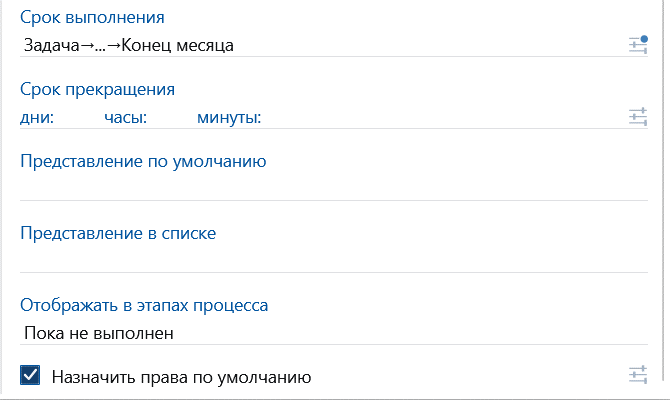 Срок выполнения
Задача→...→Конец месяца
Срок прекращения
дни: часы: минуты:
Представление по умолчанию
Представление в списке
Отображать в этапах процесса
Пока не выполнен
Назначить права по умолчанию